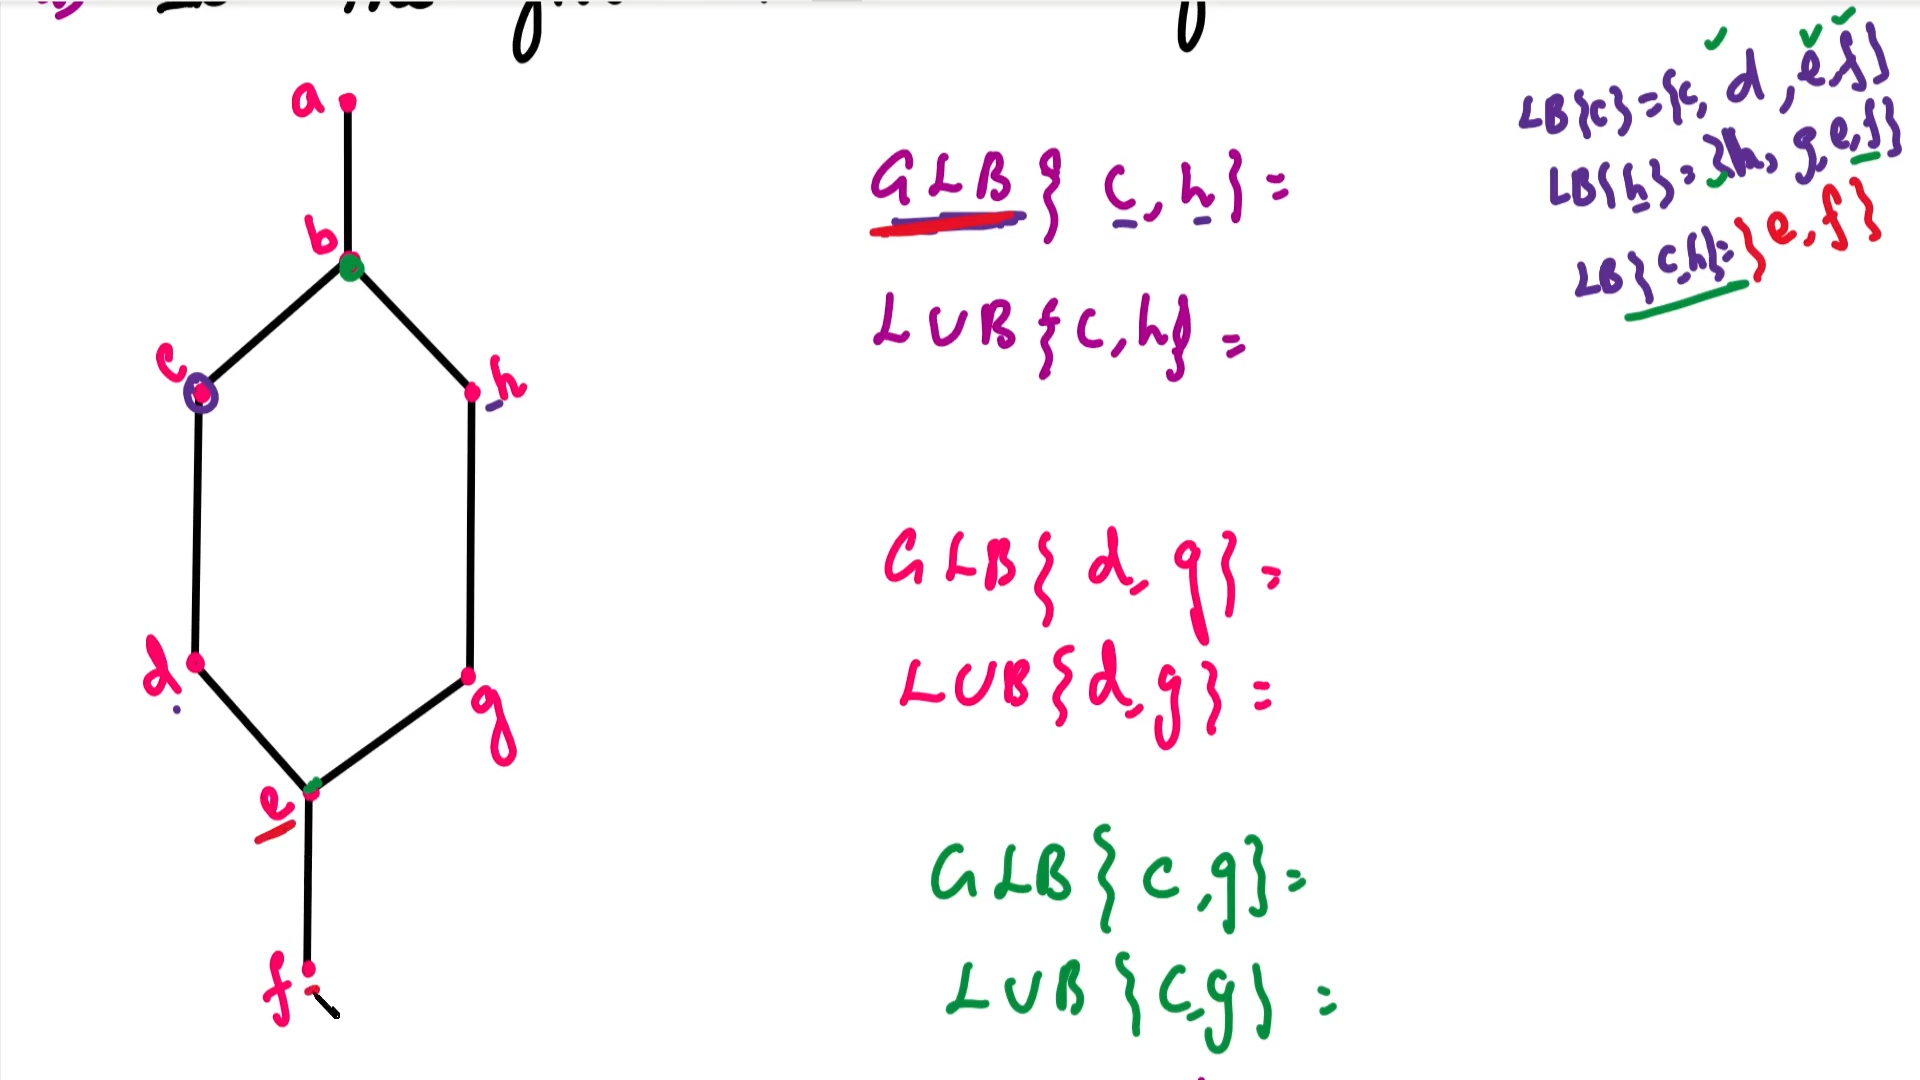 a
b
c
h
d
g
e
f
GLB{ c, h} =
LUB{c,h} =
GLB{ d, g} =
LUB{d,g} =
GLB{ c,g} =
LUB{c,g} =
LB{c} = {c, d, e f}
LB{h} = {h, g, e, f}
LB{ c,h} = {e, f}